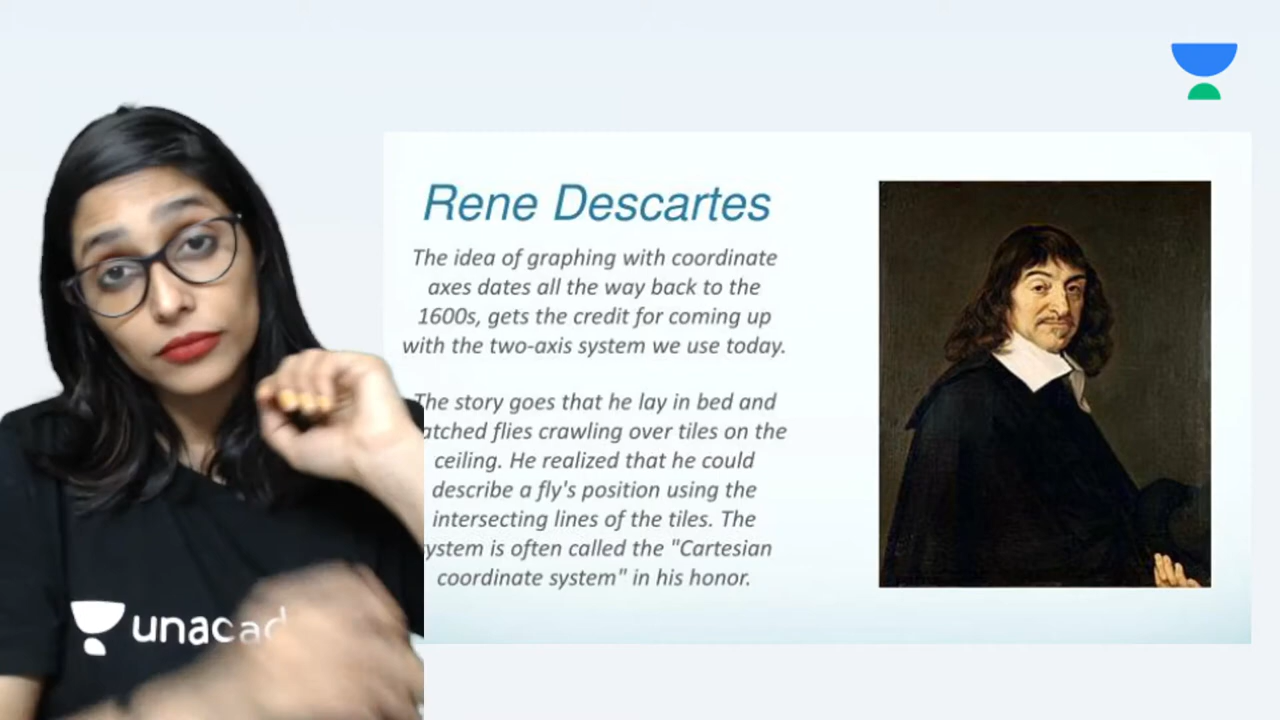 Rene Descartes
The idea of graphing with coordinate
axes dates all the way back to the
1600s, gets the credit for coming up
with the two-axis system we use today.
The story goes that he lay in bed and
atched flies crawling over tiles on the
ceiling. He realized that he could
describe a fly's position using the
intersecting lines of the tiles. The
ystem is often called the "Cartesian
coordinate system" in his honor.
unacad